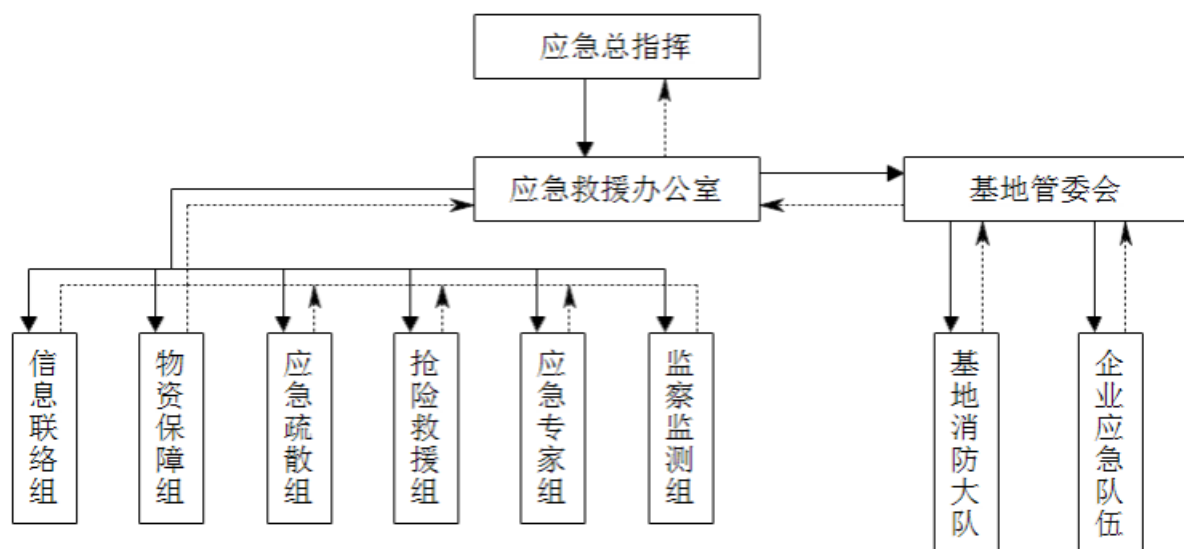 应急总指挥
应急救援办公室
基地管委会
信息联络组
物资保障组
应急疏散组
抢险救援组
应急专家组
监察监测组
基地消防大队
企业应急队伍